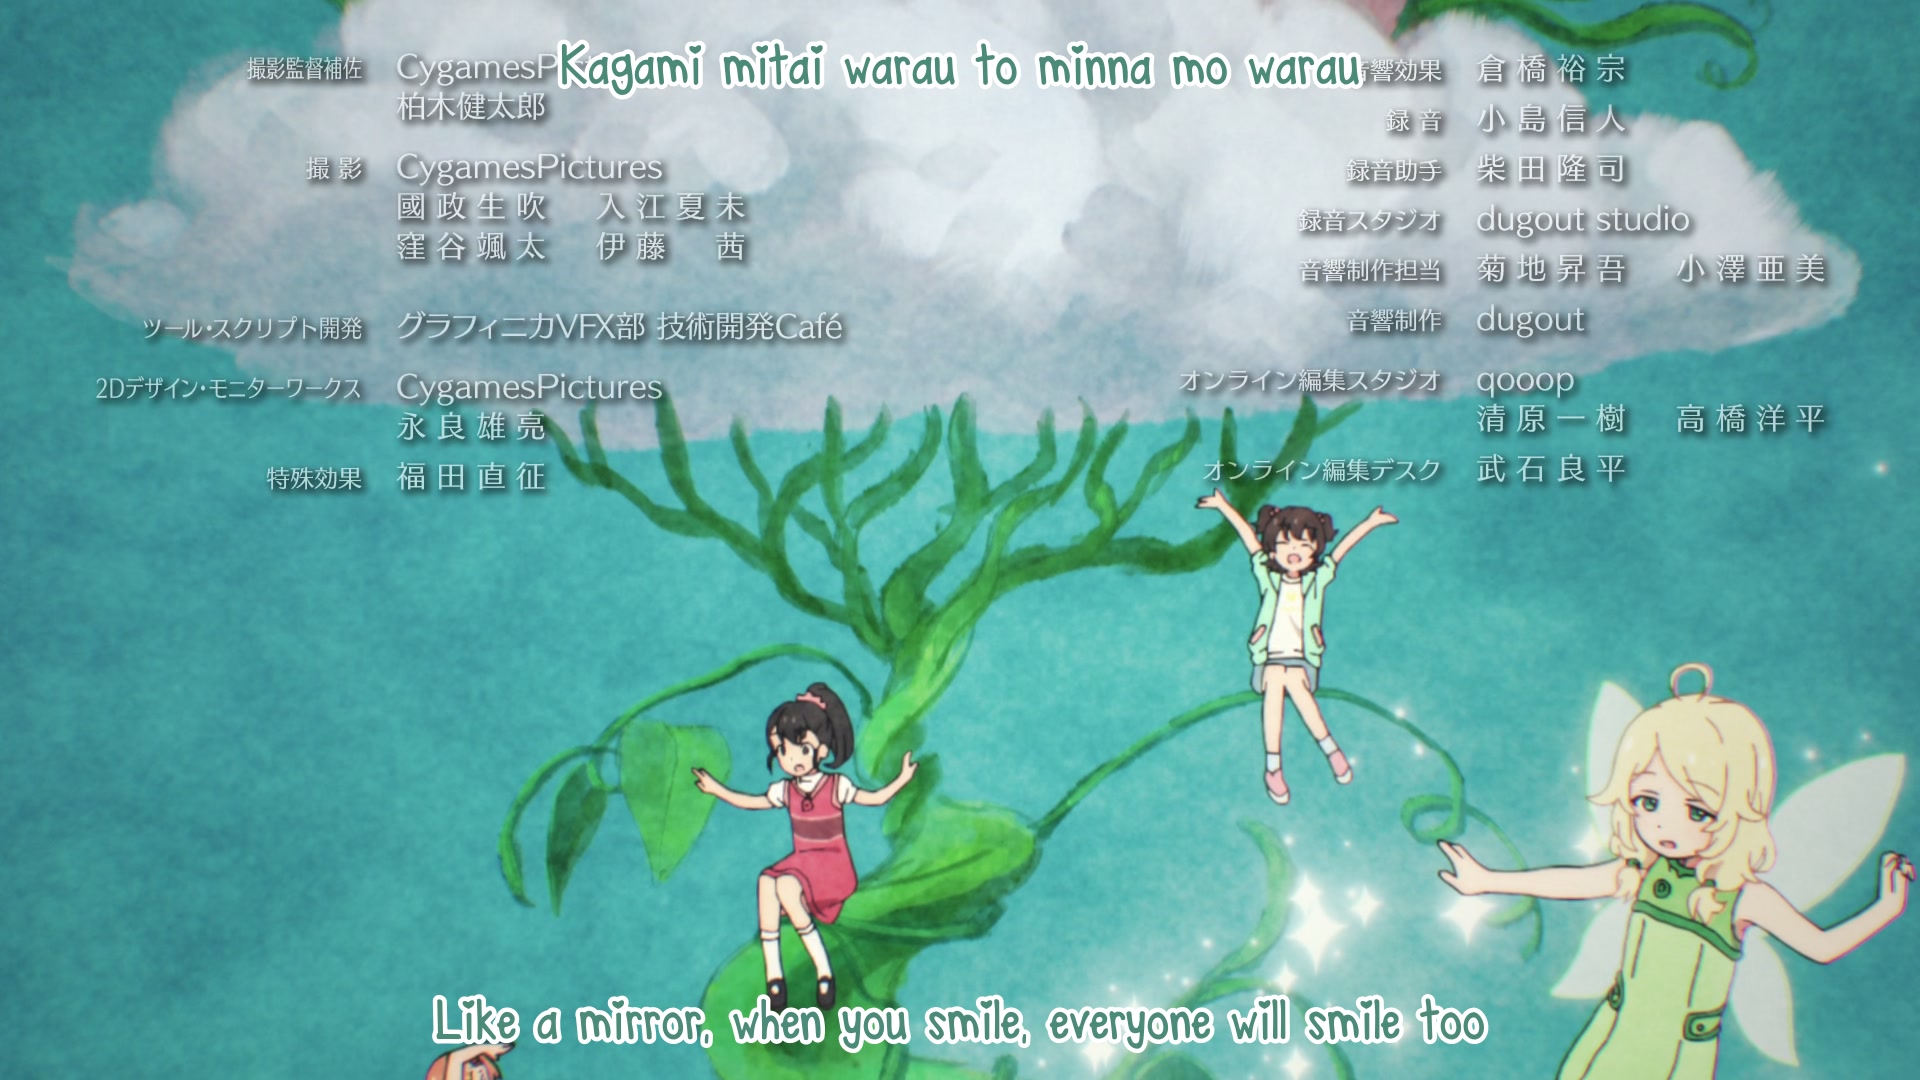 Kagami mitai warau to minna mo warau
撮影監督補佐 CygamesP
柏木健太郎
撮影 CygamesPictures
國政生吹 入江夏未
窪谷颯太 伊藤 茜
ツール・スクリプト開発 グラフィニカVFX部 技術開発Café
2Dデザイン・モニターワークス CygamesPictures
永良雄亮
特殊効果 福田直征
音響効果 倉橋裕宗
録音 小島信人
録音助手 柴田隆司
録音スタジオ dugout studio
音響制作担当 菊地昇吾 小澤亜美
音響制作 dugout
オンライン編集スタジオ qooop
清原一樹 高橋洋平
オンライン編集デスク 武石良平
Like a mirror, when you smile, everyone will smile too